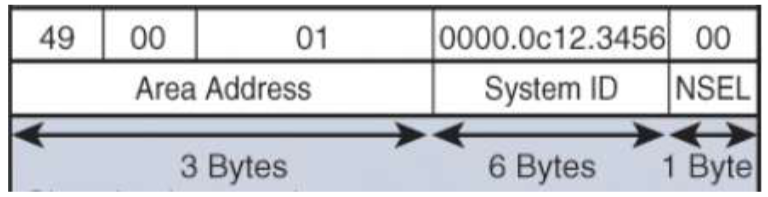 49 00 01 0000.0c12.3456 00
Area Address System ID NSEL
3 Bytes 6 Bytes 1 Byte